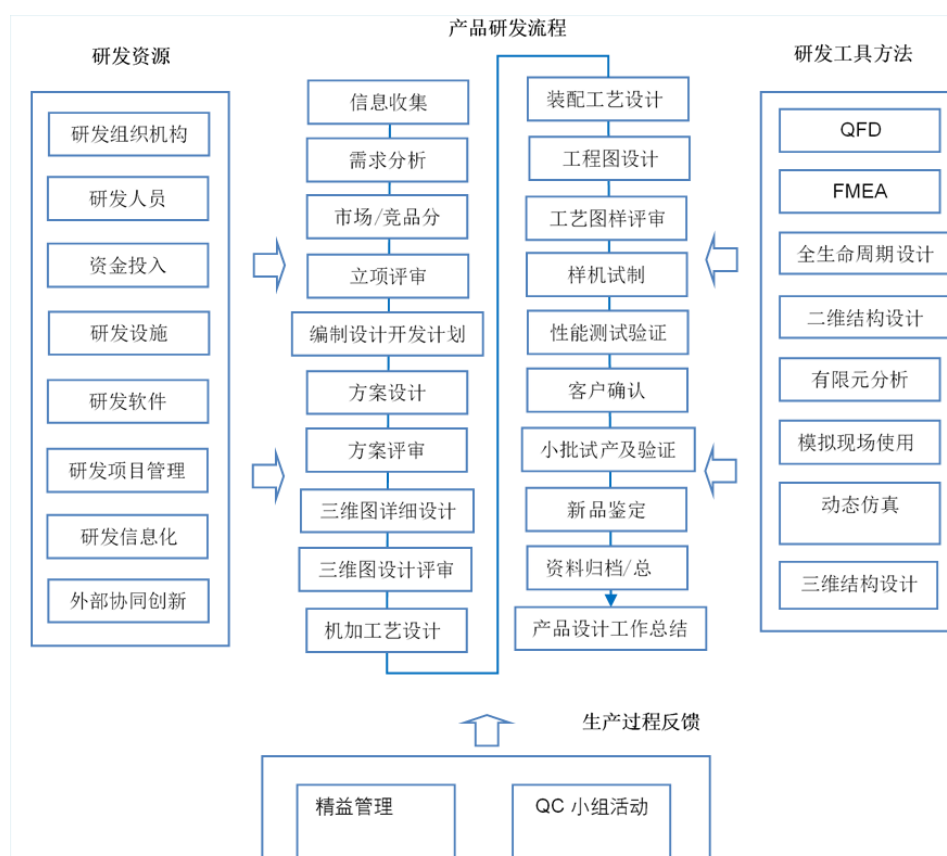 产品研发流程
研发资源
研发工具方法
研发组织机构
研发人员
资金投入
研发设施
研发软件
研发项目管理
研发信息化
外部协同创新
信息收集
需求分析
市场/竞品分
立项评审
编制设计开发计划
方案设计
方案评审
三维图详细设计
三维图设计评审
机加工艺设计
装配工艺设计
工程图设计
工艺图样评审
样机试制
性能测试验证
客户确认
小批试产及验证
新品鉴定
资料归档/总
产品设计工作总结
QFD
FMEA
全生命周期设计
二维结构设计
有限元分析
模拟现场使用
动态仿真
三维结构设计
生产过程反馈
精益管理
QC 小组活动